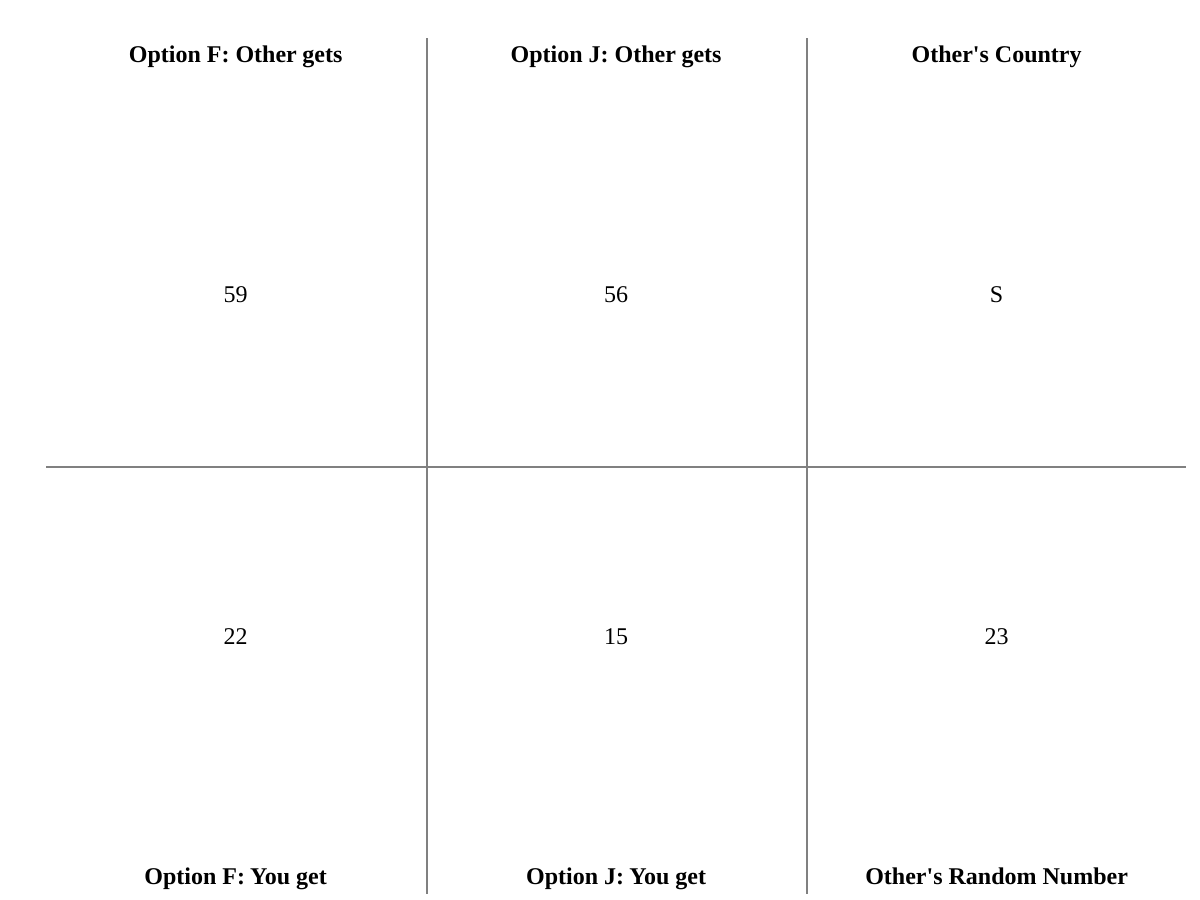 Option F: Other gets
Option J: Other gets
Other's Country
59
56
S
22
15
23
Option F: You get
Option J: You get
Other's Random Number